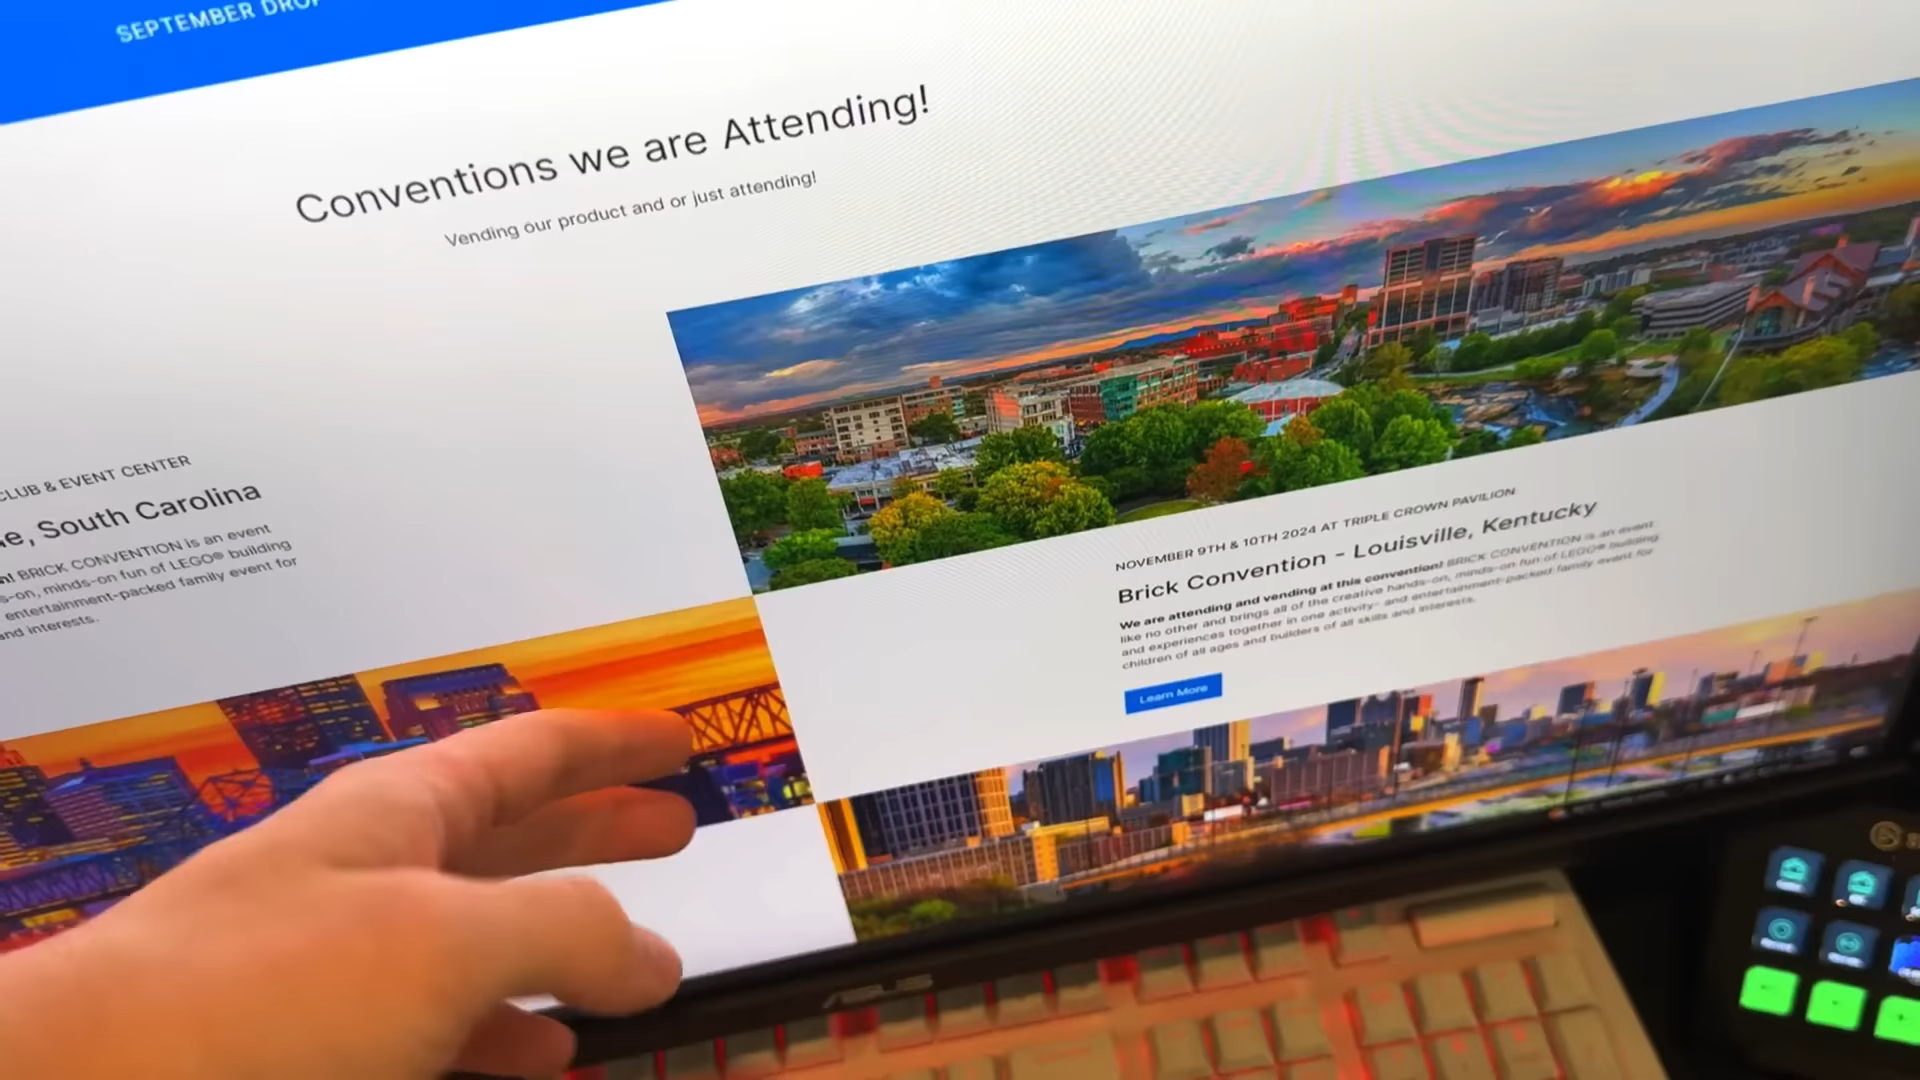 SEPTEMBER DROP
Conventions we are Attending!
Vending our product and or just attending!
CLUB & EVENT CENTER
e, South Carolina
n! BRICK CONVENTION is an event
s-on, minds-on fun of LEGO® building
entertainment-packed family event for
and interests.
NOVEMBER 9TH & 10TH 2024 AT TRIPLE CROWN PAVILION
Brick Convention - Louisville, Kentucky
We are attending and vending at this convention! BRICK CONVENTION is an event
like no other and brings all of the creative hands-on, minds-on fun of LEGO® building
and experiences together in one activity- and entertainment-packed family event for
children of all ages and builders of all skills and interests.
Learn More
ASUS